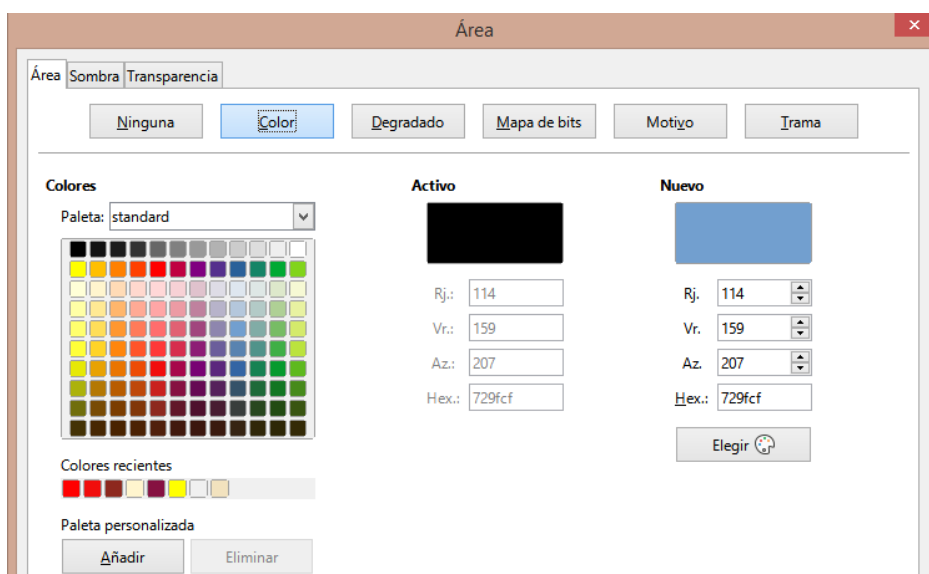 Área
Área Sombra Transparencia
Ninguna Color Degradado Mapa de bits Motivo Trama
Colores Activo Nuevo
Paleta: standard
Rj.: 114 Rj. 114
Vr.: 159 Vr. 159
Az.: 207 Az. 207
Hex.: 729fcf Hex.: 729fcf
Elegir
Colores recientes
Paleta personalizada
Añadir Eliminar